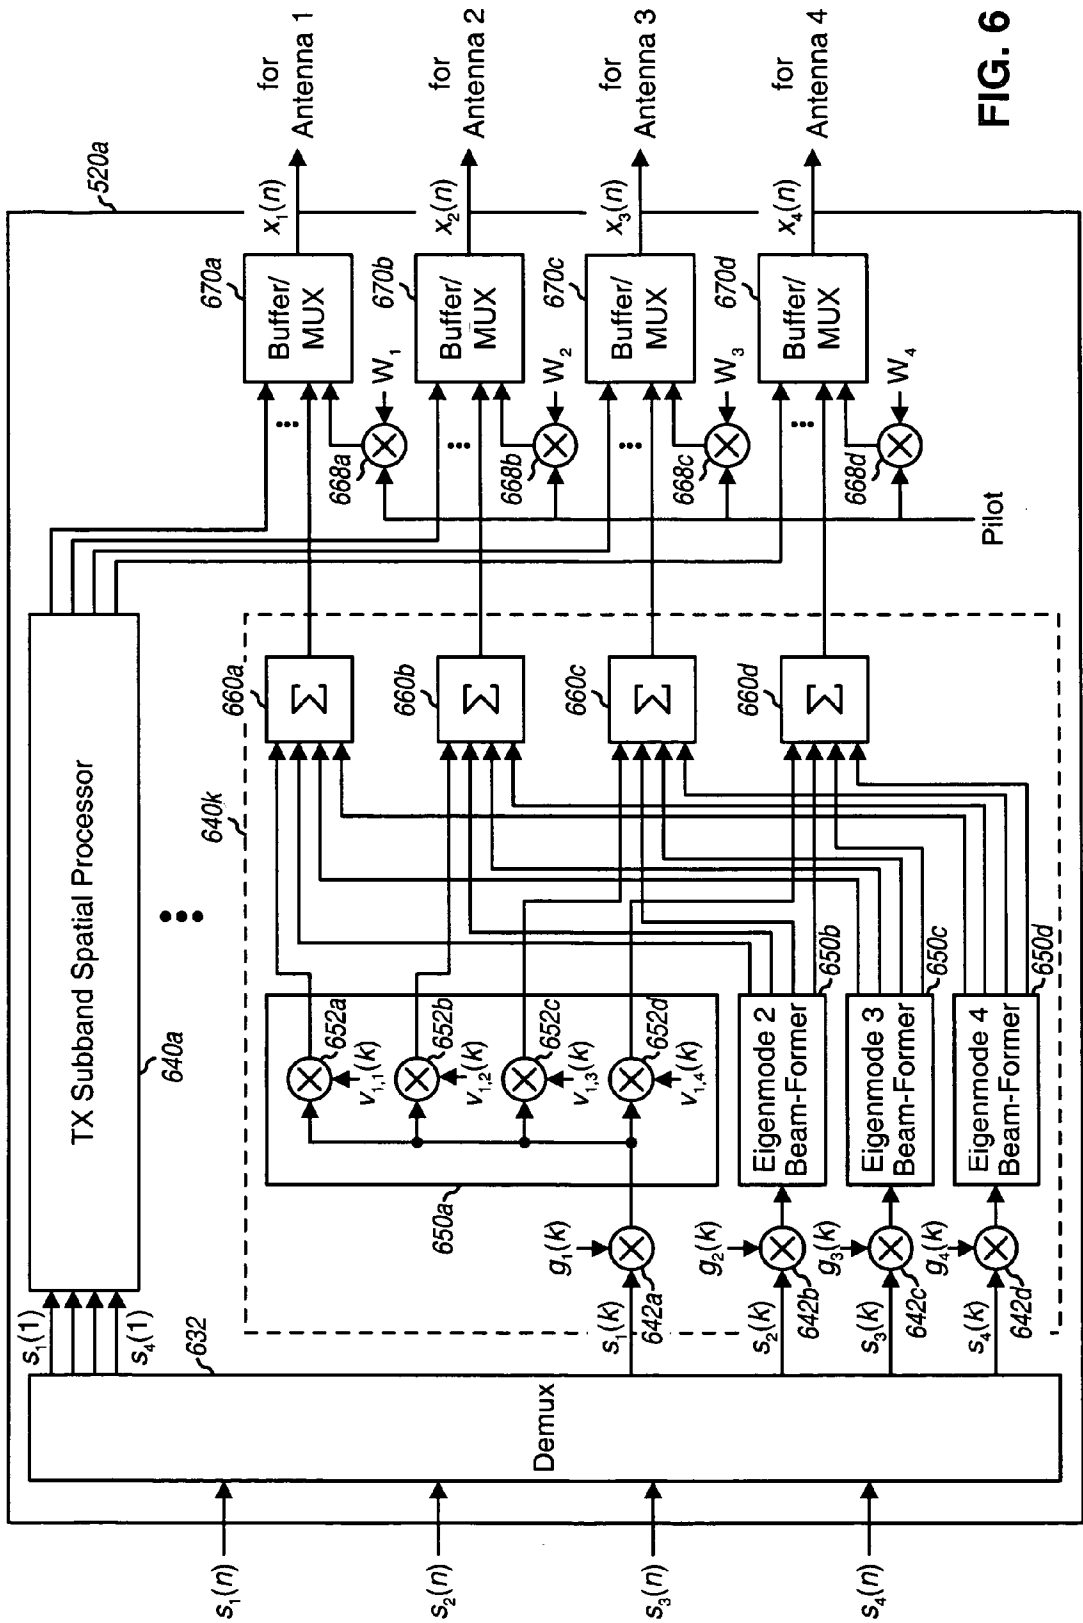 520a
s1(n)
s2(n)
s3(n)
s4(n)
Demux
632
s1(1)
s4(1)
TX Subband Spatial Processor
640a
640k
s1(k)
g1(k)
642a
s2(k)
g2(k)
642b
s3(k)
g3(k)
642c
s4(k)
g4(k)
642d
650a
652a
v1,1(k)
652b
v1,2(k)
652c
v1,3(k)
652d
v1,4(k)
Eigenmode 2
Beam-Former
650b
Eigenmode 3
Beam-Former
650c
Eigenmode 4
Beam-Former
650d
660a
Σ
660b
Σ
660c
Σ
660d
Σ
Pilot
668a
W1
668b
W2
668c
W3
668d
W4
670a
Buffer/
MUX
670b
Buffer/
MUX
670c
Buffer/
MUX
670d
Buffer/
MUX
x1(n)
for
Antenna 1
x2(n)
for
Antenna 2
x3(n)
for
Antenna 3
x4(n)
for
Antenna 4
FIG. 6